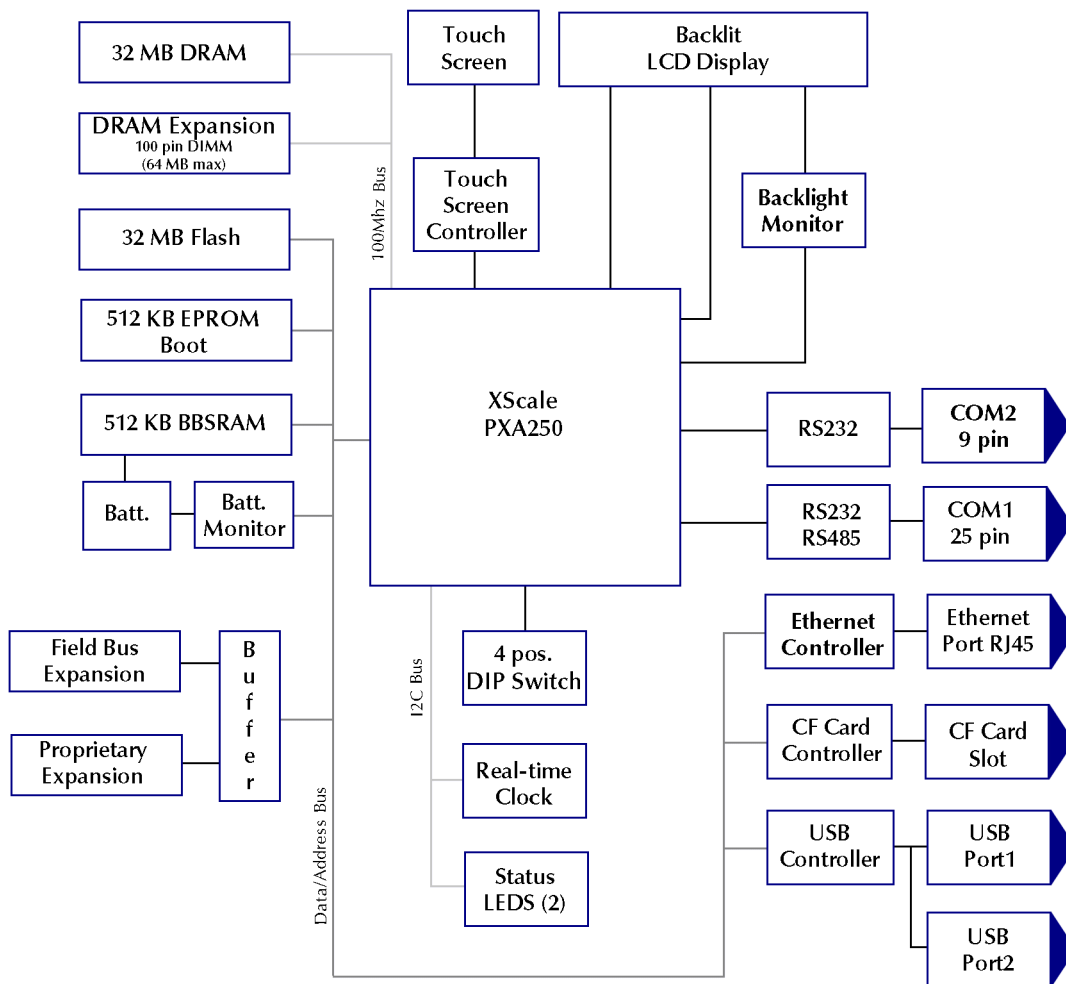 32 MB DRAM
DRAM Expansion
100 pin DIMM
(64 MB max)
32 MB Flash
512 KB EPROM
Boot
512 KB BBSRAM
Batt.
Batt.
Monitor
Field Bus
Expansion
Proprietary
Expansion
Buffer
100Mhz Bus
Data/Address Bus
I2C Bus
Touch
Screen
Touch
Screen
Controller
Backlit
LCD Display
Backlight
Monitor
XScale
PXA250
RS232
COM2
9 pin
RS232
RS485
COM1
25 pin
4 pos.
DIP Switch
Real-time
Clock
Status
LEDS (2)
Ethernet
Controller
Ethernet
Port RJ45
CF Card
Controller
CF Card
Slot
USB
Controller
USB
Port1
USB
Port2